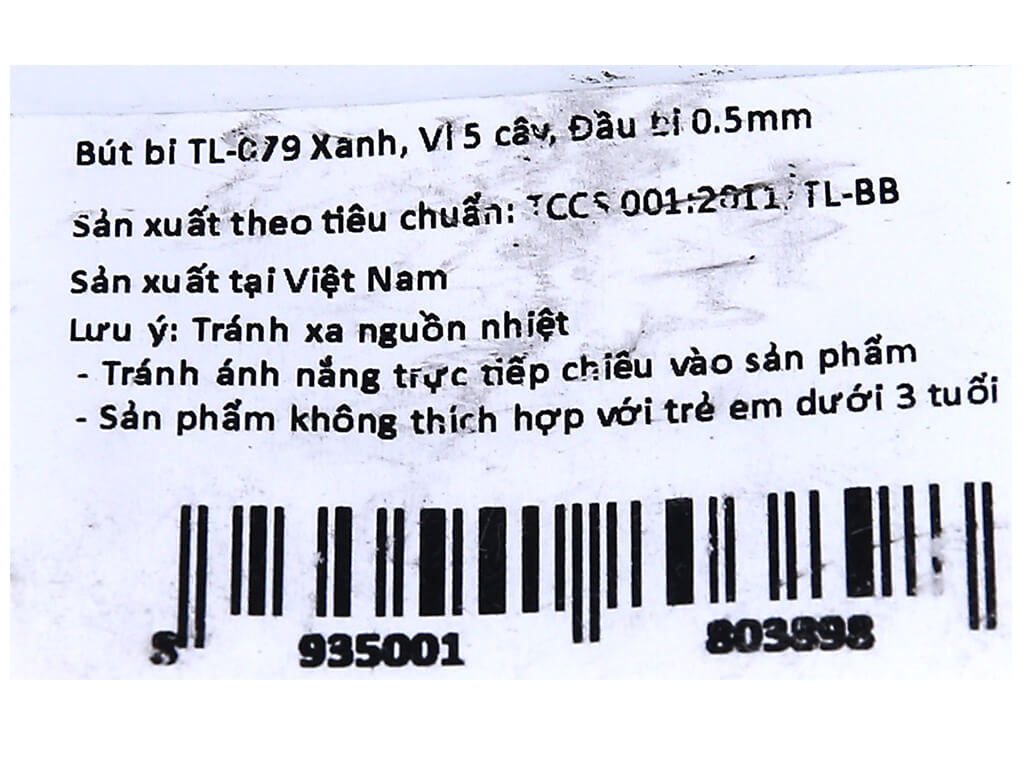 Bút bi TL-079 Xanh, Vỉ 5 cây, Đầu bi 0.5mm
Sản xuất theo tiêu chuẩn: TCCS 001:2011/ TL-BB
Sản xuất tại Việt Nam
Lưu ý: Tránh xa nguồn nhiệt
- Tránh ánh nắng trực tiếp chiếu vào sản phẩm
- Sản phẩm không thích hợp với trẻ em dưới 3 tuổi
8 935001 803898